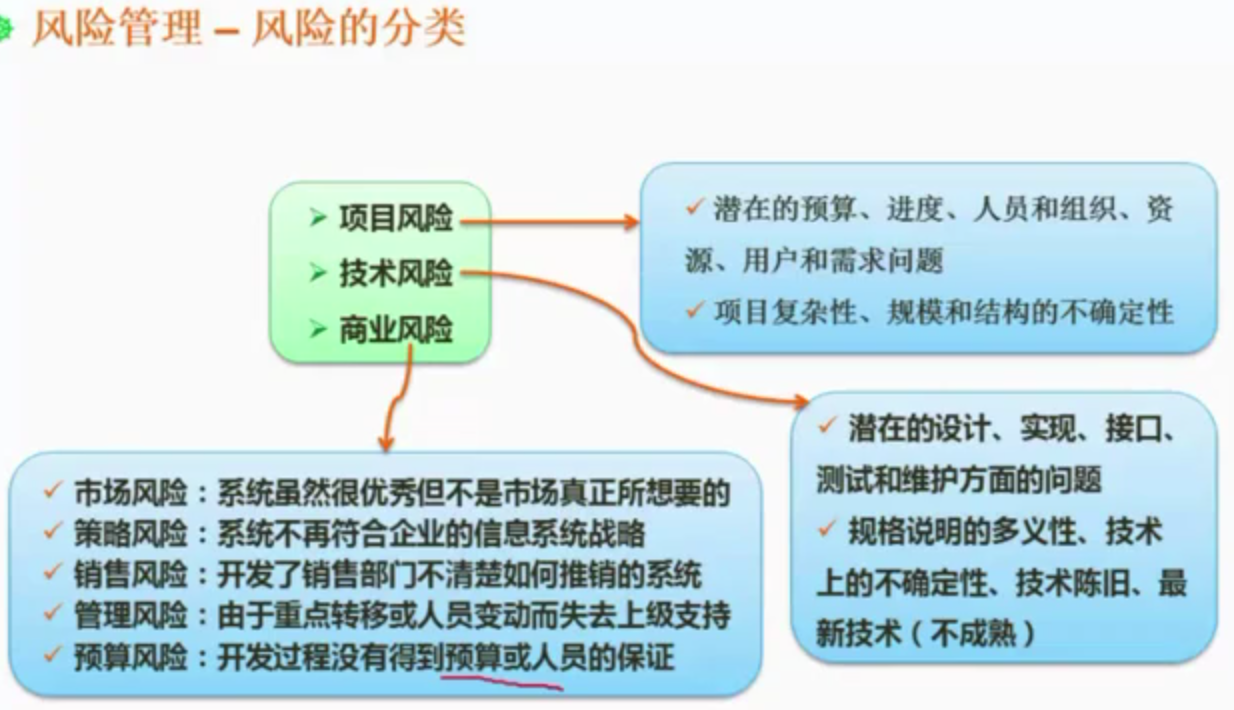 风险管理 – 风险的分类
项目风险
技术风险
商业风险
潜在的预算、进度、人员和组织、资
源、用户和需求问题
项目复杂性、规模和结构的不确定性
潜在的设计、实现、接口、
测试和维护方面的问题
规格说明的多义性、技术
上的不确定性、技术陈旧、最
新技术（不成熟）
市场风险：系统虽然很优秀但不是市场真正所想要的
策略风险：系统不再符合企业的信息系统战略
销售风险：开发了销售部门不清楚如何推销的系统
管理风险：由于重点转移或人员变动而失去上级支持
预算风险：开发过程没有得到预算或人员的保证